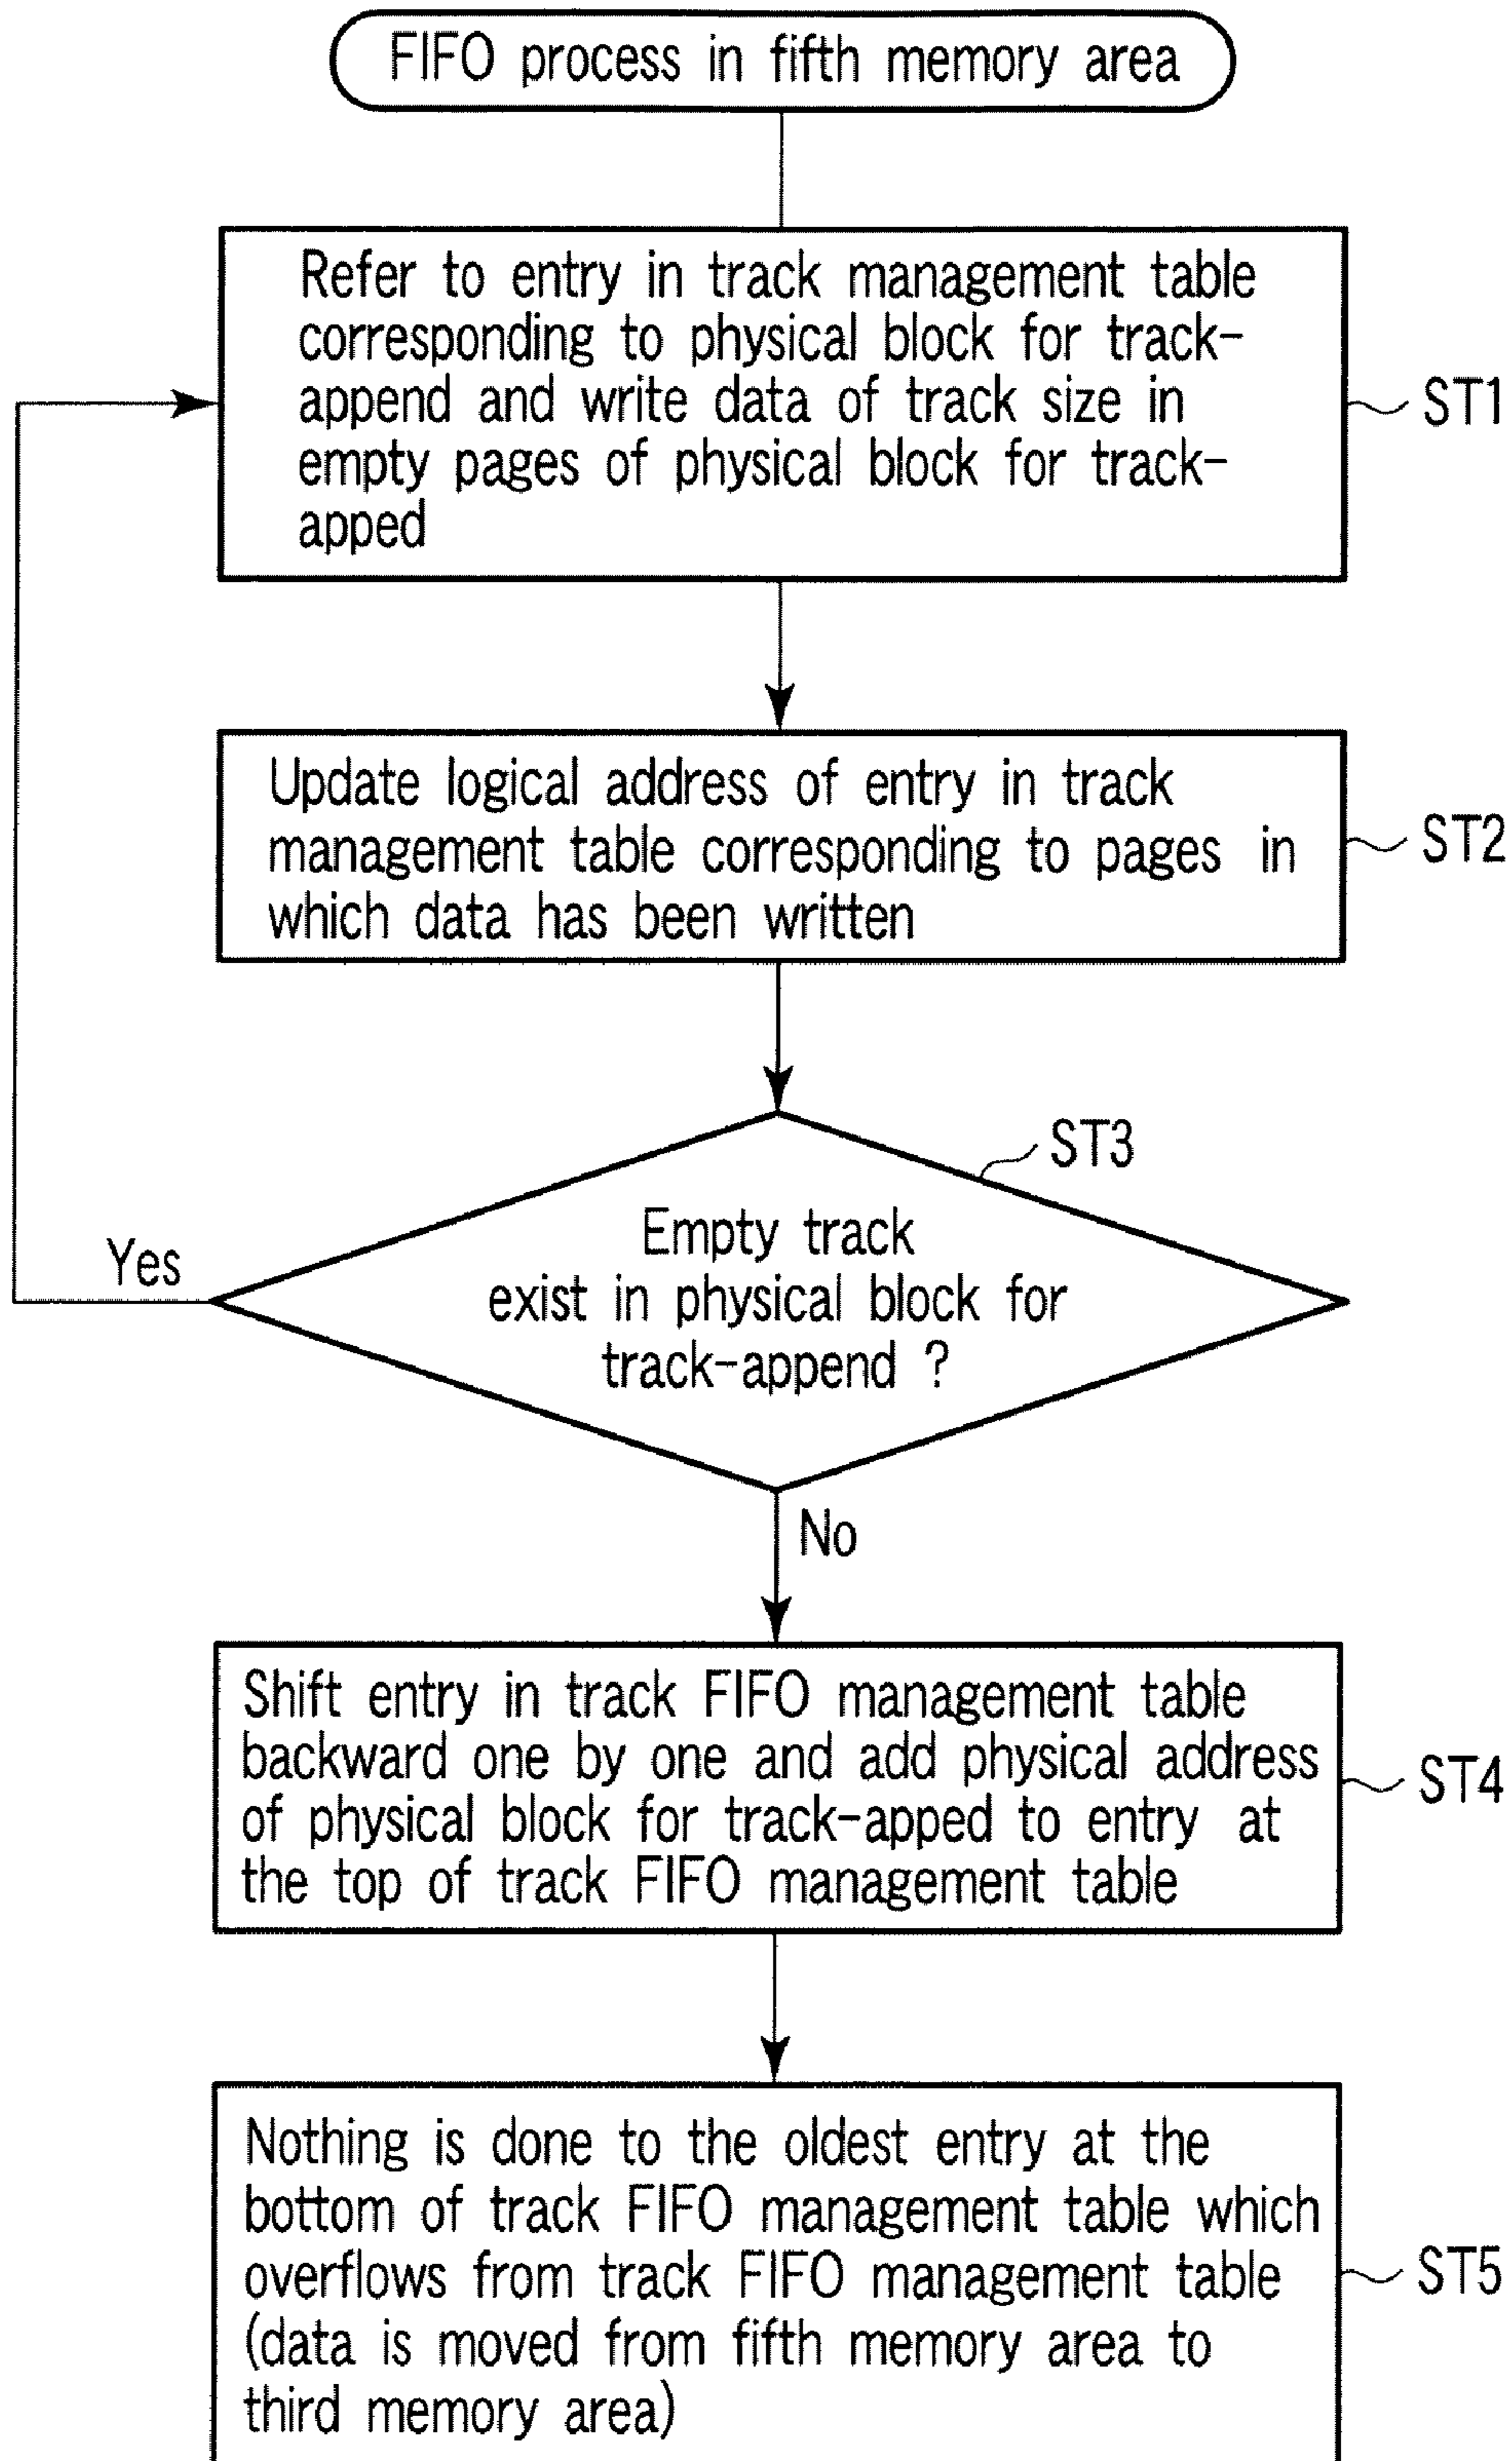 FIFO process in fifth memory area
Refer to entry in track management table
corresponding to physical block for track-
append and write data of track size in
empty pages of physical block for track-
apped
ST1
Update logical address of entry in track
management table corresponding to pages in
which data has been written
ST2
ST3
Empty track
exist in physical block for
track-append ?
Yes
No
Shift entry in track FIFO management table
backward one by one and add physical address
of physical block for track-apped to entry at
the top of track FIFO management table
ST4
Nothing is done to the oldest entry at the
bottom of track FIFO management table which
overflows from track FIFO management table
(data is moved from fifth memory area to
third memory area)
ST5